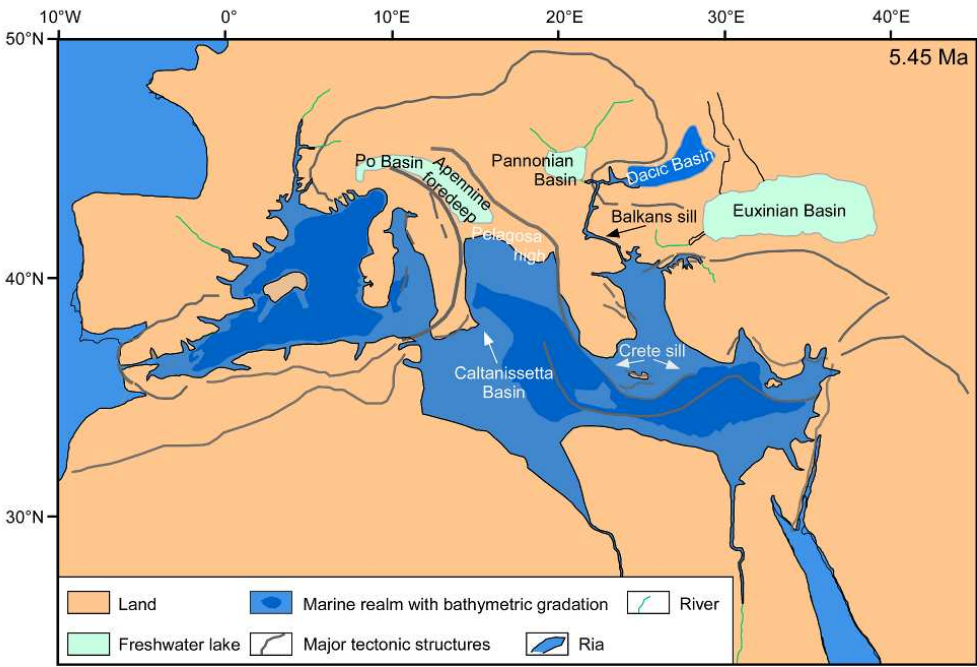 10°W 0° 10°E 20°E 30°E 40°E
50°N
5.45 Ma
Po Basin
Apennine
foredeep
Pannonian
Basin
Dacic Basin
Euxinian Basin
Balkans sill
Pelagosa
high
40°N
Crete sill
Caltanissetta
Basin
30°N
Land
Marine realm with bathymetric gradation
River
Freshwater lake
Major tectonic structures
Ria